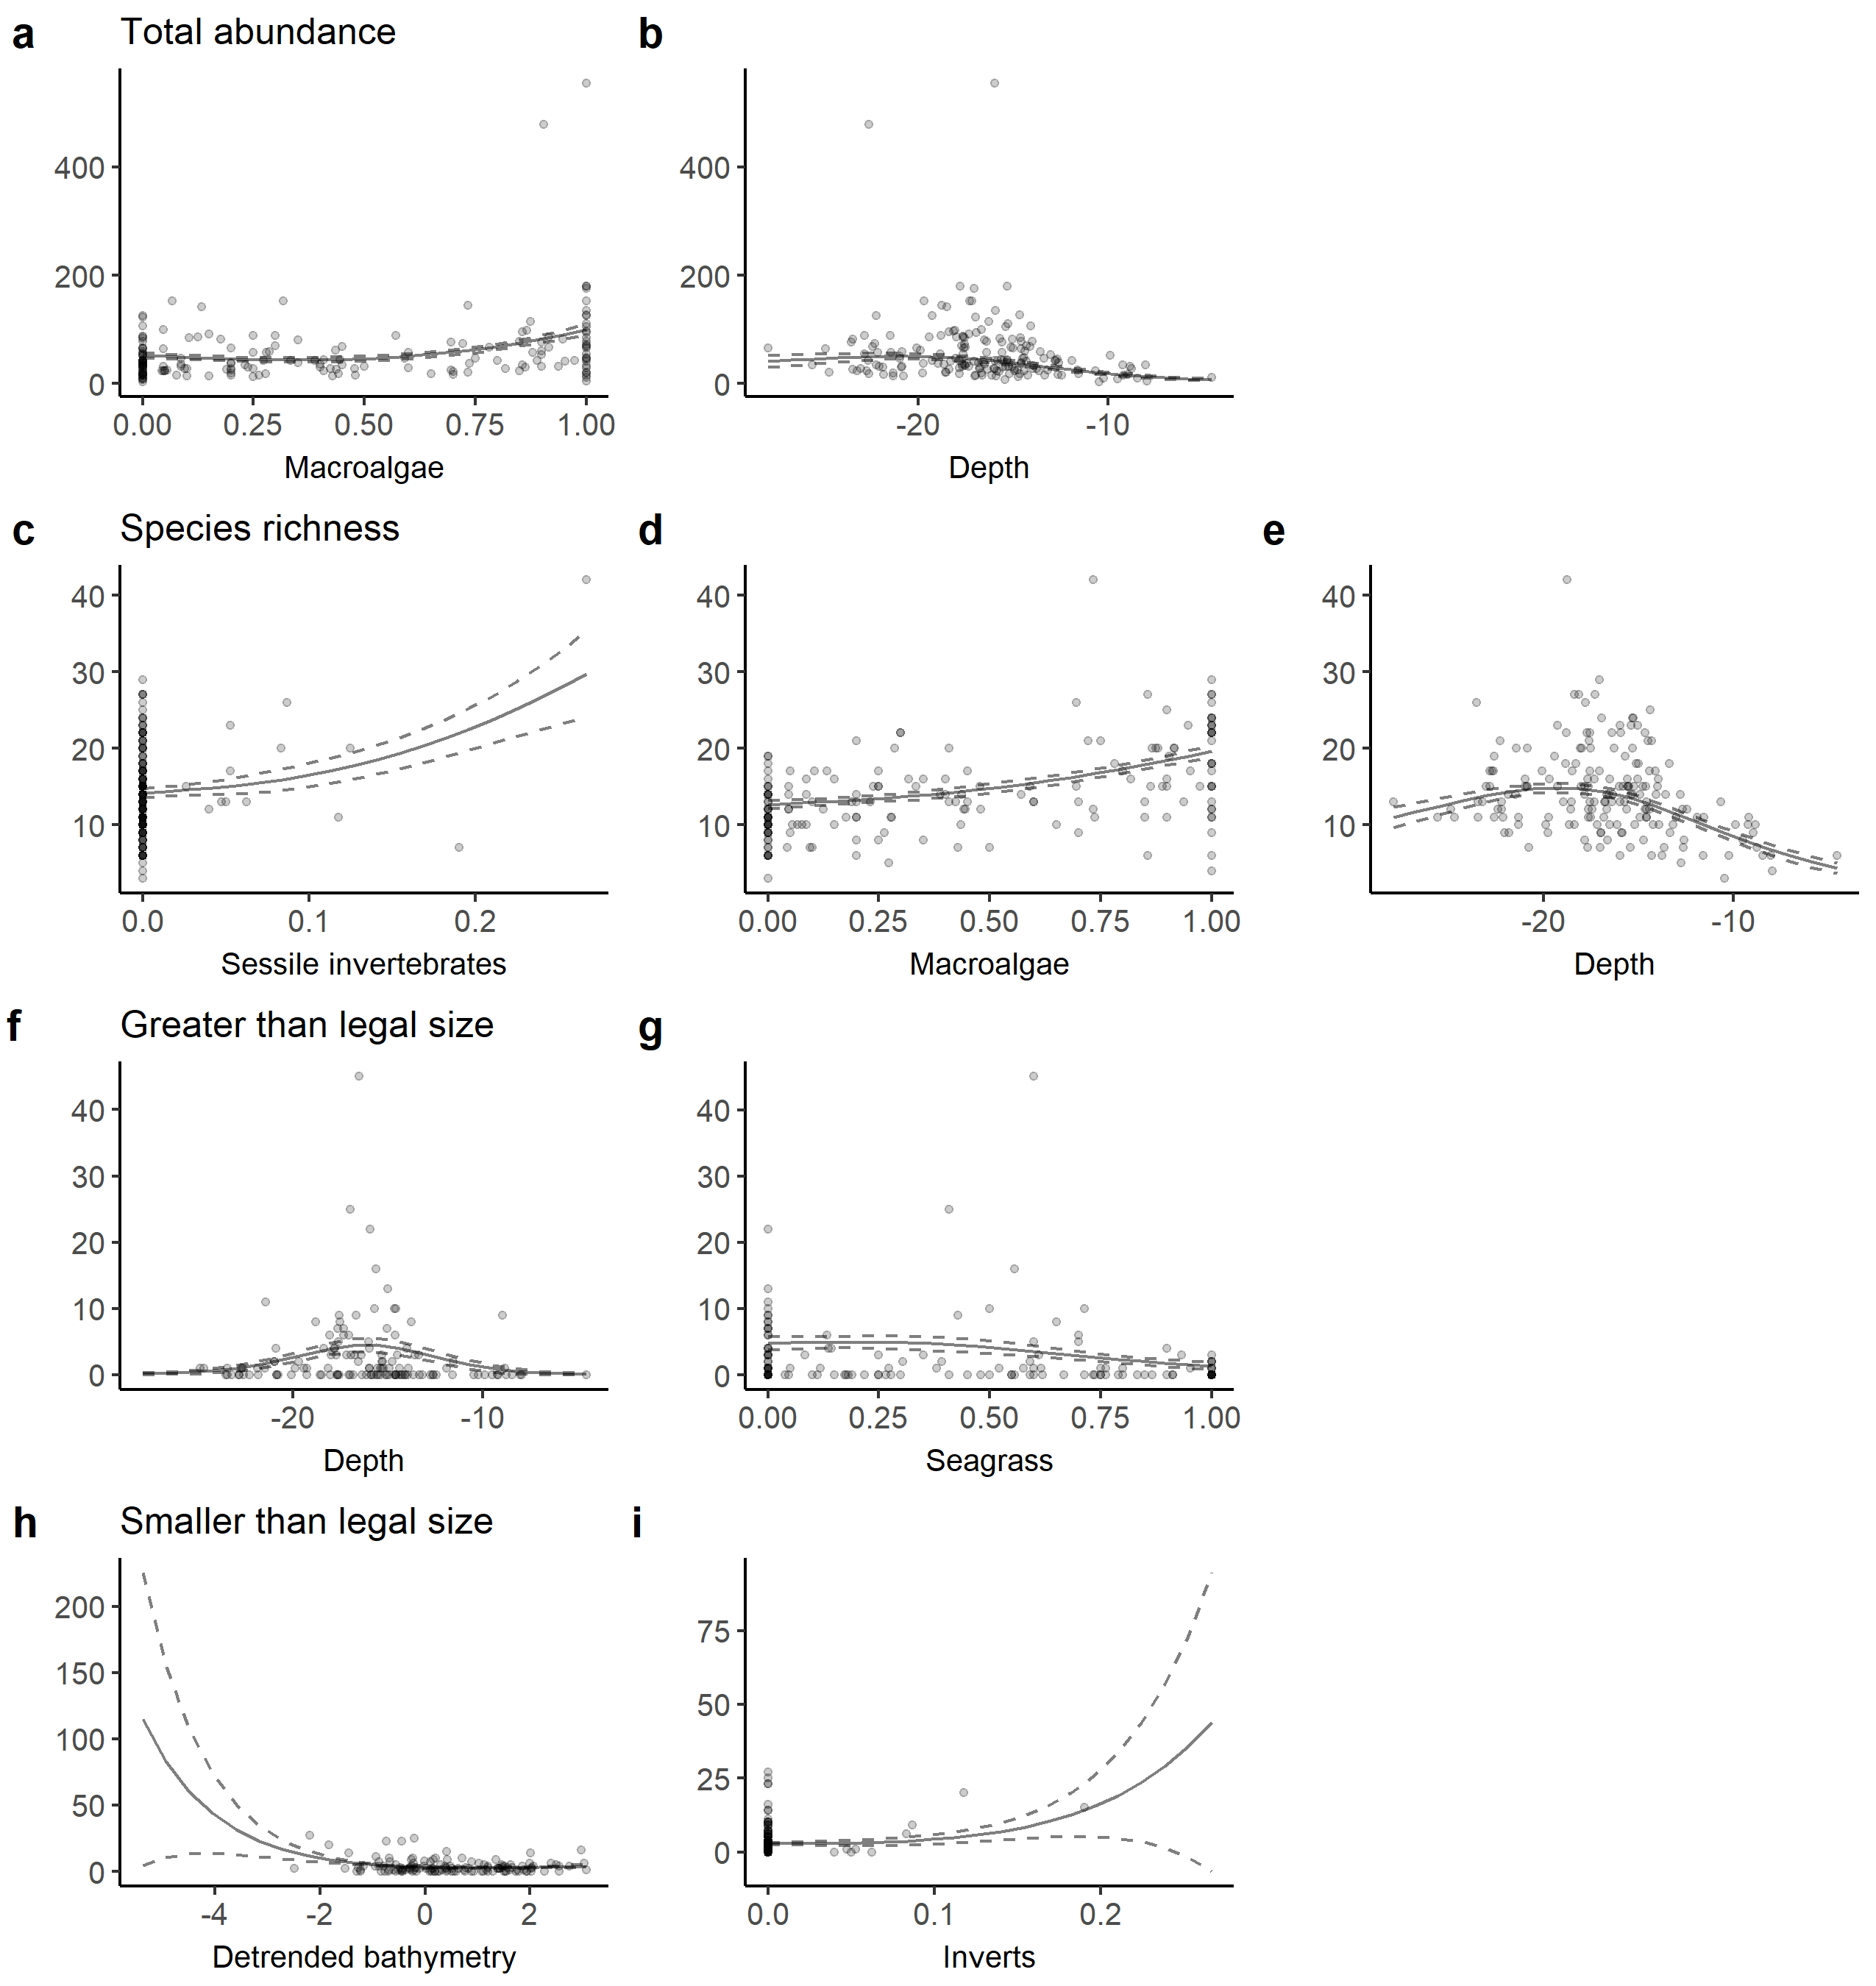 a Total abundance b
400
200
0
0.00 0.25 0.50 0.75 1.00
Macroalgae
400
200
0
-20 -10
Depth
c Species richness d e
40
30
20
10
0.0 0.1 0.2
Sessile invertebrates
40
30
20
10
0.00 0.25 0.50 0.75 1.00
Macroalgae
40
30
20
10
-20 -10
Depth
f Greater than legal size g
40
30
20
10
0
-20 -10
Depth
40
30
20
10
0
0.00 0.25 0.50 0.75 1.00
Seagrass
h Smaller than legal size i
200
150
100
50
0
-4 -2 0 2
Detrended bathymetry
75
50
25
0
0.0 0.1 0.2
Inverts